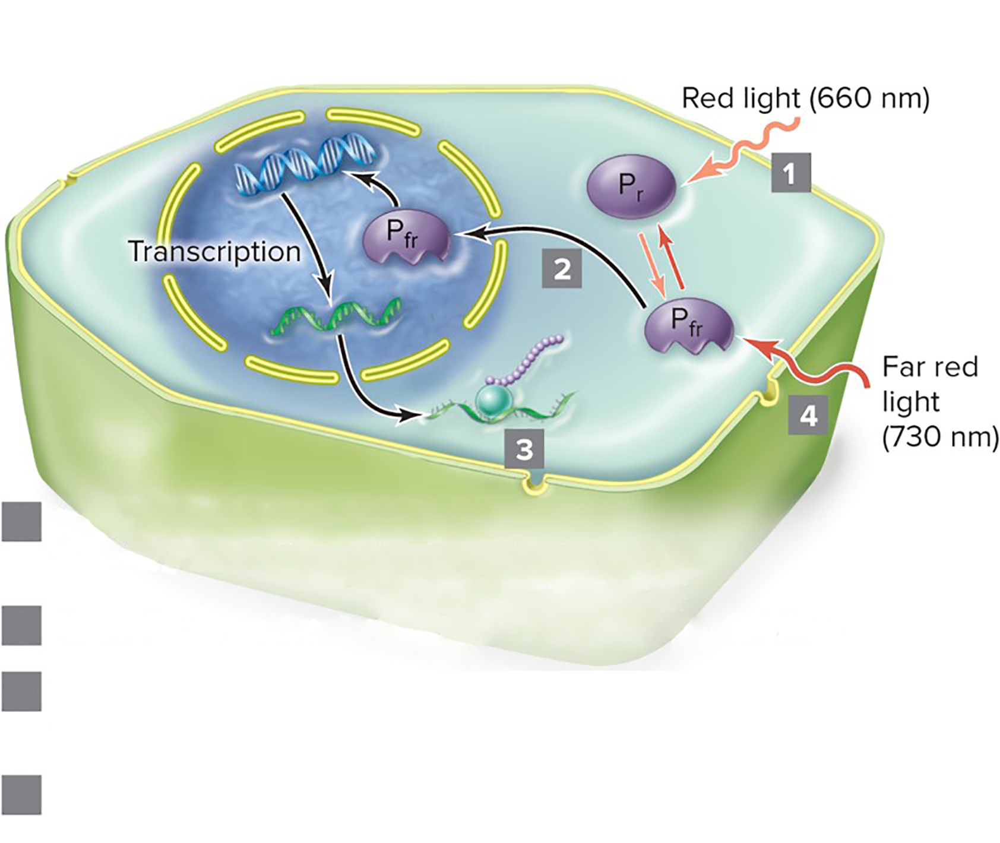 Red light (660 nm)
1
Pr
Pfr
Transcription
2
Pfr
Far red
light
(730 nm)
4
3